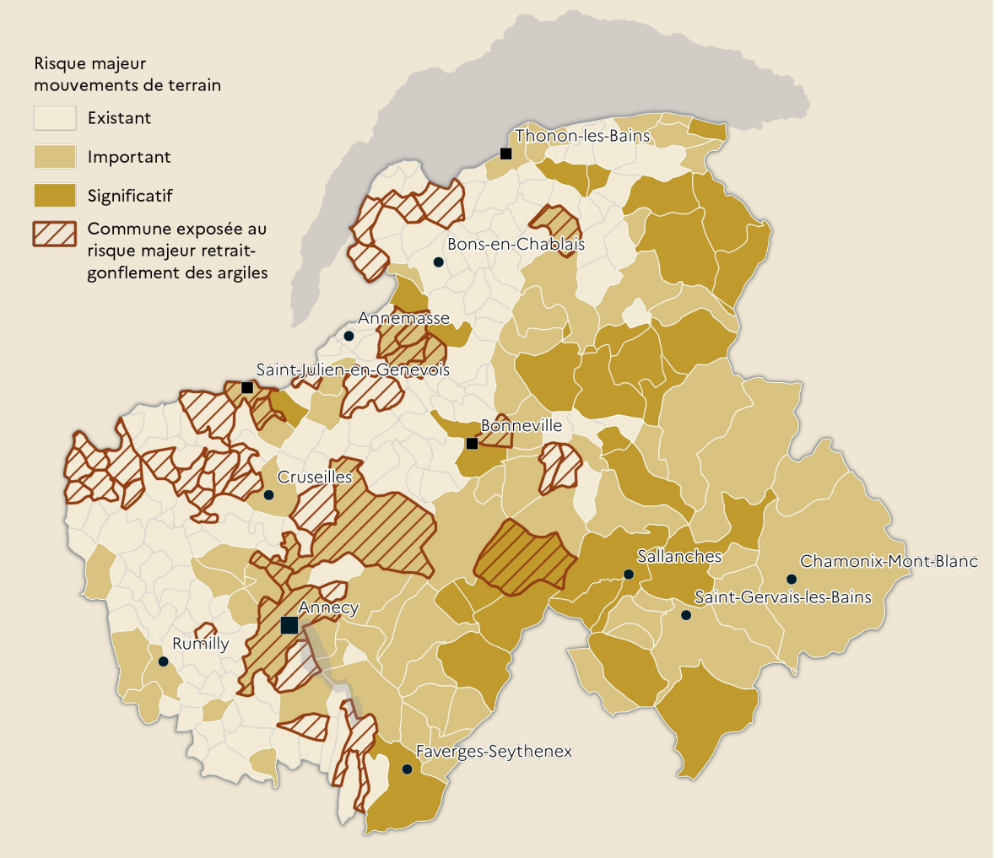 Risque majeur
mouvements de terrain
Existant
Important
Significatif
Commune exposée au
risque majeur retrait-
gonflement des argiles
Thonon-les-Bains
Bons-en-Chablais
Annemasse
Saint-Julien-en-Genevois
Bonneville
Cruseilles
Sallanches
Chamonix-Mont-Blanc
Saint-Gervais-les-Bains
Annecy
Rumilly
Faverges-Seythenex